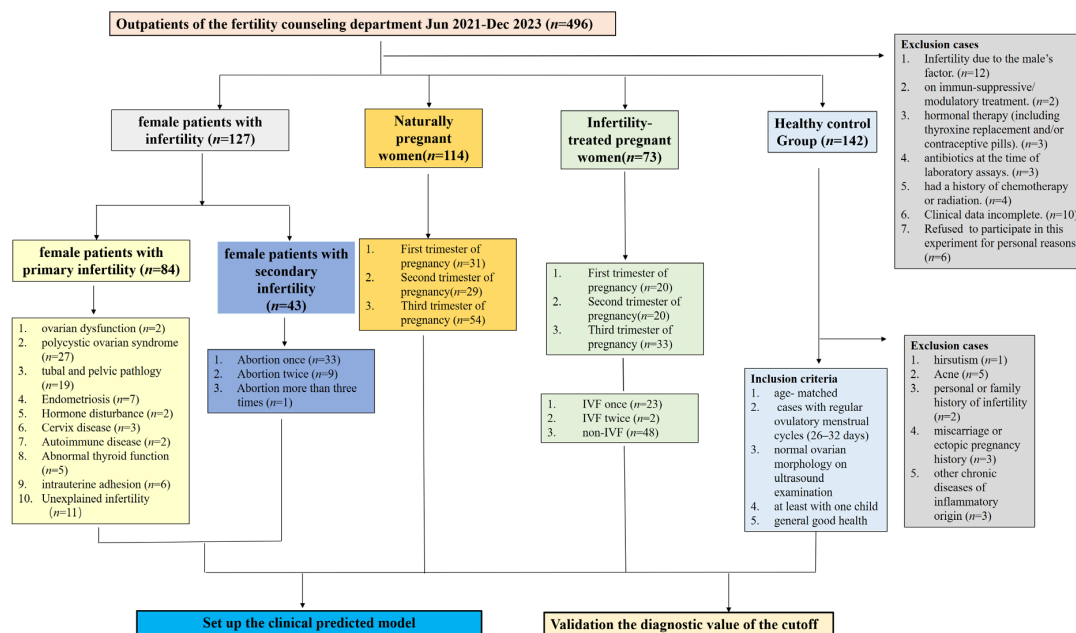 Outpatients of the fertility counseling department Jun 2021-Dec 2023 (n=496)
Exclusion cases
1. Infertility due to the male's
factor. (n=12)
2. on immun-suppressive/
modulatory treatment. (n=2)
3. hormonal therapy (including
thyroxine replacement and/or
contraceptive pills). (n=3)
4. antibiotics at the time of
laboratory assays. (n=3)
5. had a history of chemotherapy
or radiation. (n=4)
6. Clinical data incomplete. (n=10)
7. Refused to participate in this
experiment for personal reasons
(n=6)
female patients with
infertility
(n=127)
Naturally
pregnant
women(n=114)
Infertility-
treated pregnant
women(n=73)
Healthy control
Group (n=142)
female patients with
primary infertility (n=84)
female patients with
secondary
infertility
(n=43)
1. First trimester of
pregnancy (n=31)
2. Second trimester of
pregnancy(n=29)
3. Third trimester of
pregnancy (n=54)
1. First trimester of
pregnancy (n=20)
2. Second trimester of
pregnancy(n=20)
3. Third trimester of
pregnancy (n=33)
1. ovarian dysfunction (n=2)
2. polycystic ovarian syndrome
(n=27)
3. tubal and pelvic pathlogy
(n=19)
4. Endometriosis (n=7)
5. Hormone disturbance (n=2)
6. Cervix disease (n=3)
7. Autoimmune disease (n=2)
8. Abnormal thyroid function
(n=5)
9. intrauterine adhesion (n=6)
10. Unexplained infertility
(n=11)
1. Abortion once (n=33)
2. Abortion twice (n=9)
3. Abortion more than three
times (n=1)
1. IVF once (n=23)
2. IVF twice (n=2)
3. non-IVF (n=48)
Inclusion criteria
1. age- matched
2. cases with regular
ovulatory menstrual
cycles (26–32 days)
3. normal ovarian
morphology on
ultrasound
examination
4. at least with one child
5. general good health
Exclusion cases
1. hirsutism (n=1)
2. Acne (n=5)
3. personal or family
history of infertility
(n=2)
4. miscarriage or
ectopic pregnancy
history (n=3)
5. other chronic
diseases of
inflammatory
origin (n=3)
Set up the clinical predicted model
Validation the diagnostic value of the cutoff